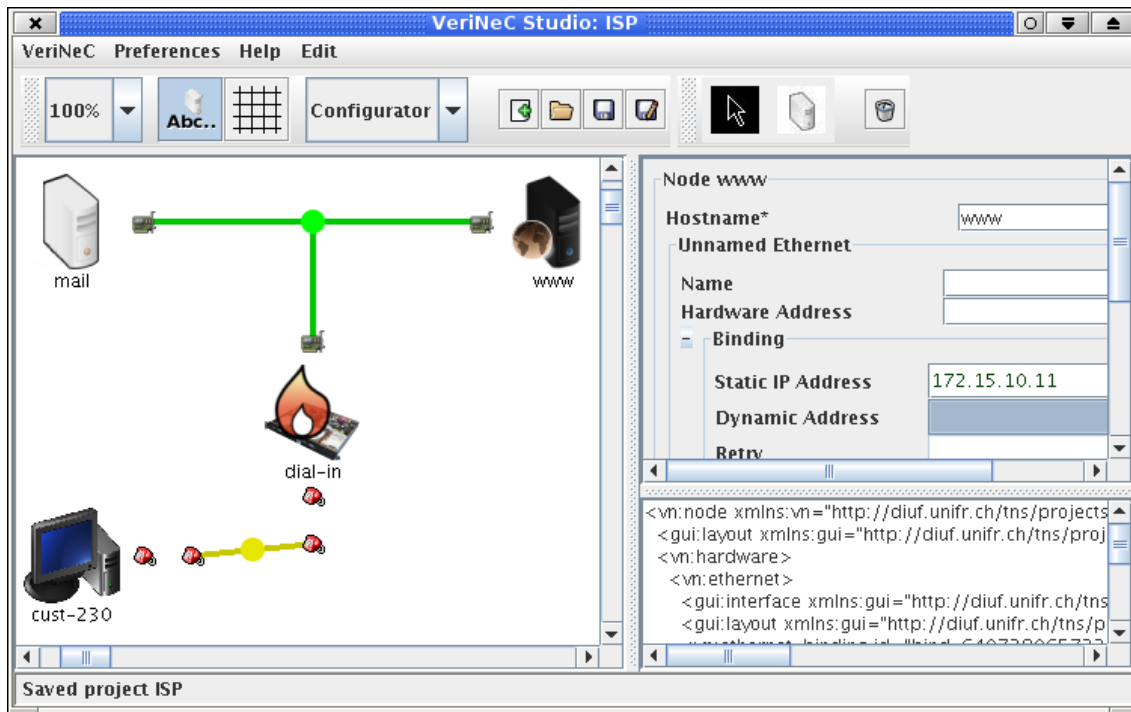 VeriNeC Studio: ISP
VeriNeC Preferences Help Edit
100% Abc.. Configurator
mail
www
dial-in
cust-230
Node www
Hostname* www
Unnamed Ethernet
Name
Hardware Address
Binding
Static IP Address 172.15.10.11
Dynamic Address
Retry
<vn:node xmlns:vn="http://diuf.unifr.ch/tns/projects
<gui:layout xmlns:gui="http://diuf.unifr.ch/tns/proj
<vn:hardware>
<vn:ethernet>
<gui:interface xmlns:gui="http://diuf.unifr.ch/tns
<gui:layout xmlns:gui="http://diuf.unifr.ch/tns/p
Saved project ISP